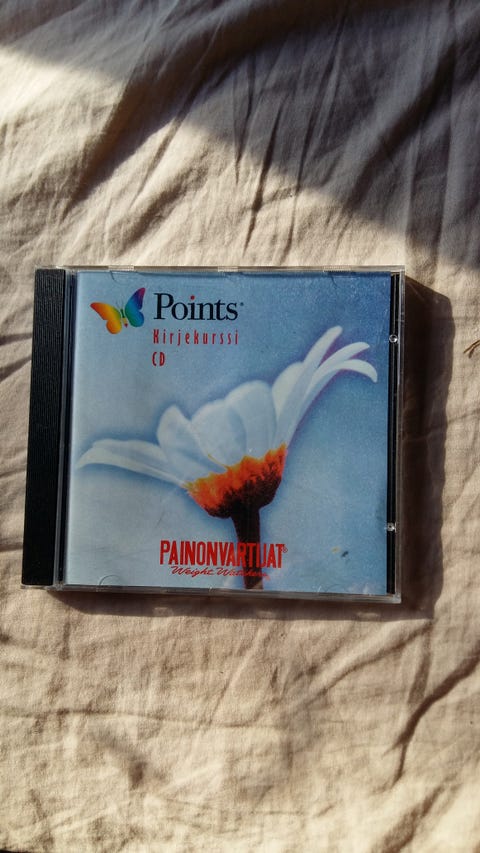 Points®
Kirjekurssi
CD
PAINONVARTIJAT®
Weight Watchers